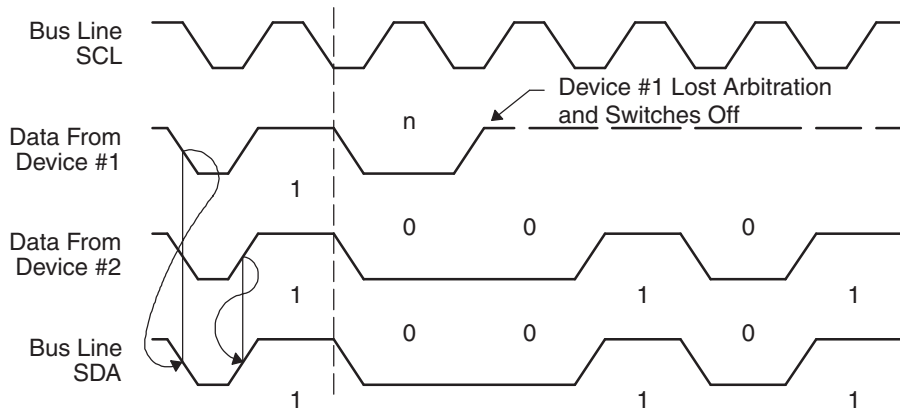 Bus Line
SCL
Device #1 Lost Arbitration
and Switches Off
n
Data From
Device #1
1
0 0 0
Data From
Device #2
1 1 1
0 0 0
Bus Line
SDA
1 1 1